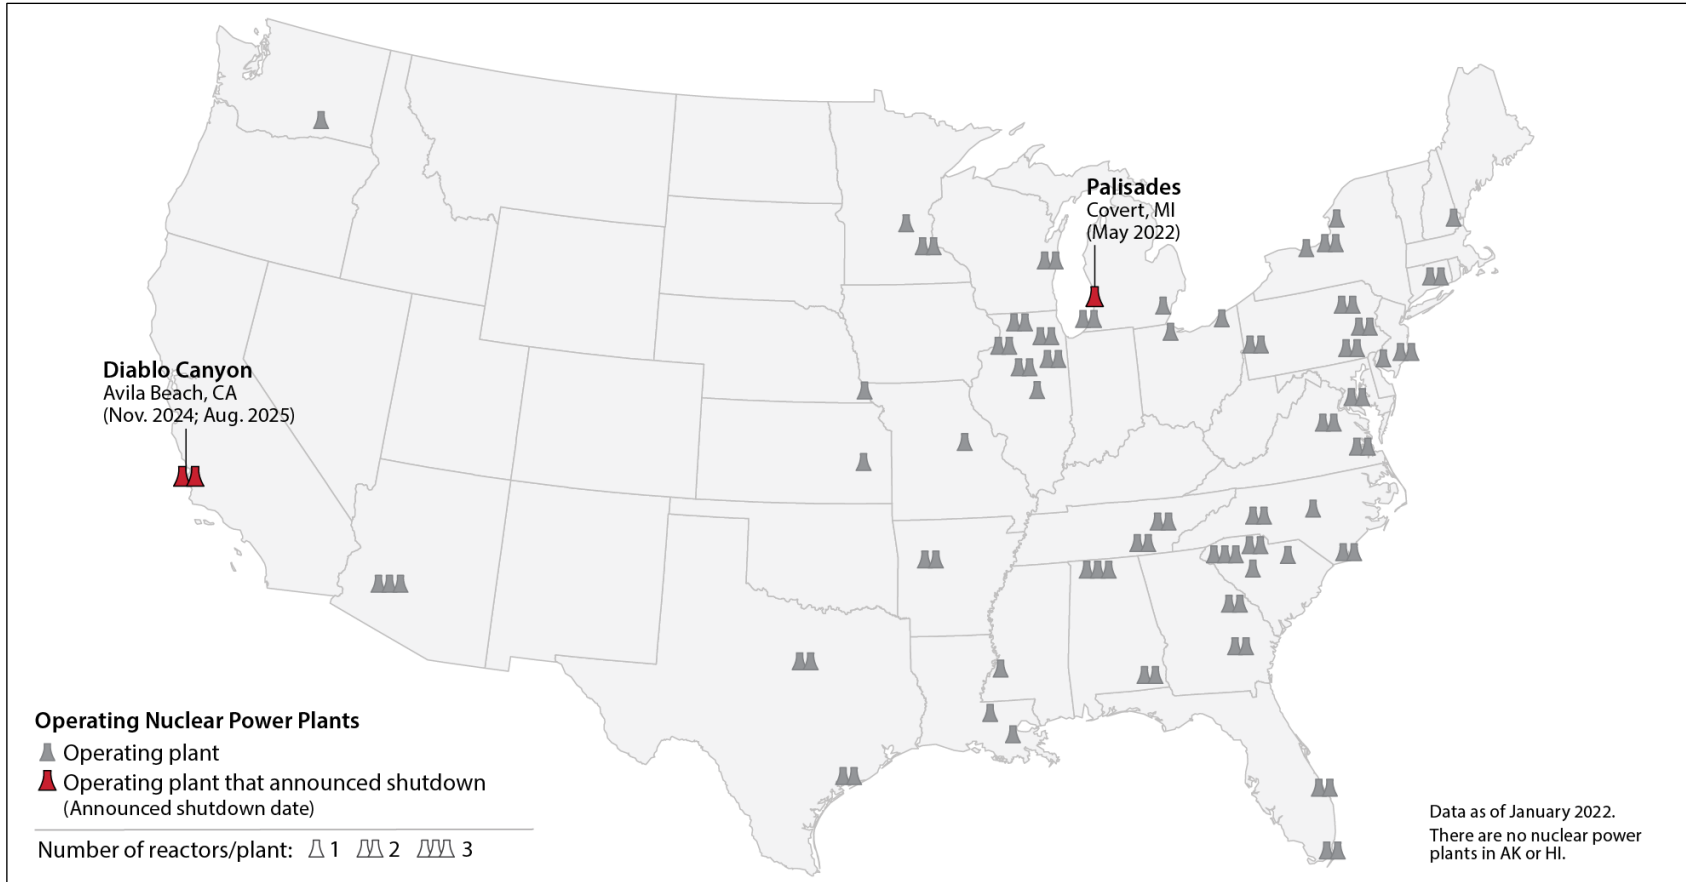 Palisades
Covert, MI
(May 2022)
Diablo Canyon
Avila Beach, CA
(Nov. 2024; Aug. 2025)
Operating Nuclear Power Plants
Operating plant
Operating plant that announced shutdown
(Announced shutdown date)
Number of reactors/plant: 1 2 3
Data as of January 2022.
There are no nuclear power
plants in AK or HI.